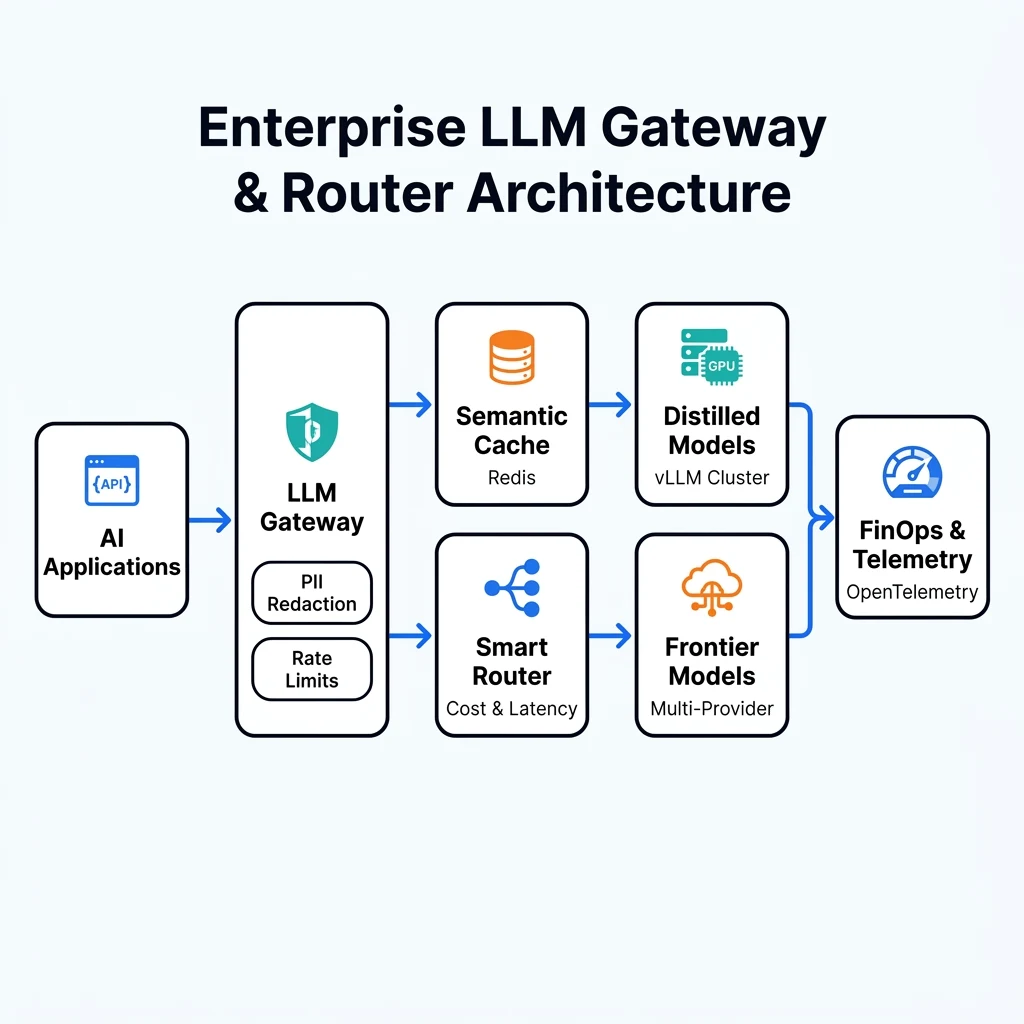 Enterprise LLM Gateway
& Router Architecture
{API}
AI
Applications
LLM
Gateway
PII
Redaction
Rate
Limits
Semantic
Cache
Redis
Smart
Router
Cost & Latency
GPU
Distilled
Models
vLLM Cluster
Frontier
Models
Multi-Provider
FinOps &
Telemetry
OpenTelemetry